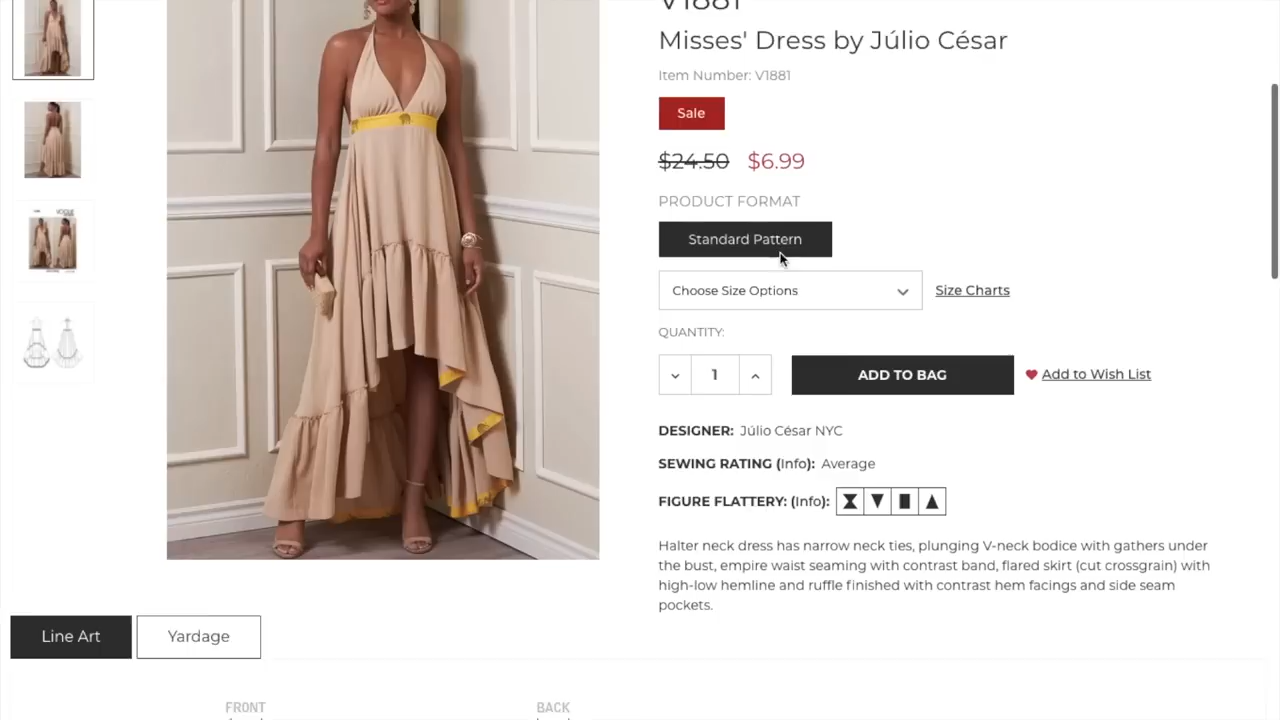 V1881
Misses' Dress by Júlio César
Item Number: V1881
Sale
$24.50 $6.99
PRODUCT FORMAT
Standard Pattern
Choose Size Options
Size Charts
QUANTITY:
1
ADD TO BAG
Add to Wish List
DESIGNER: Júlio César NYC
SEWING RATING (Info): Average
FIGURE FLATTERY: (Info):
Halter neck dress has narrow neck ties, plunging V-neck bodice with gathers under
the bust, empire waist seaming with contrast band, flared skirt (cut crossgrain) with
high-low hemline and ruffle finished with contrast hem facings and side seam
pockets.
VOGUE
Line Art
Yardage
FRONT
BACK